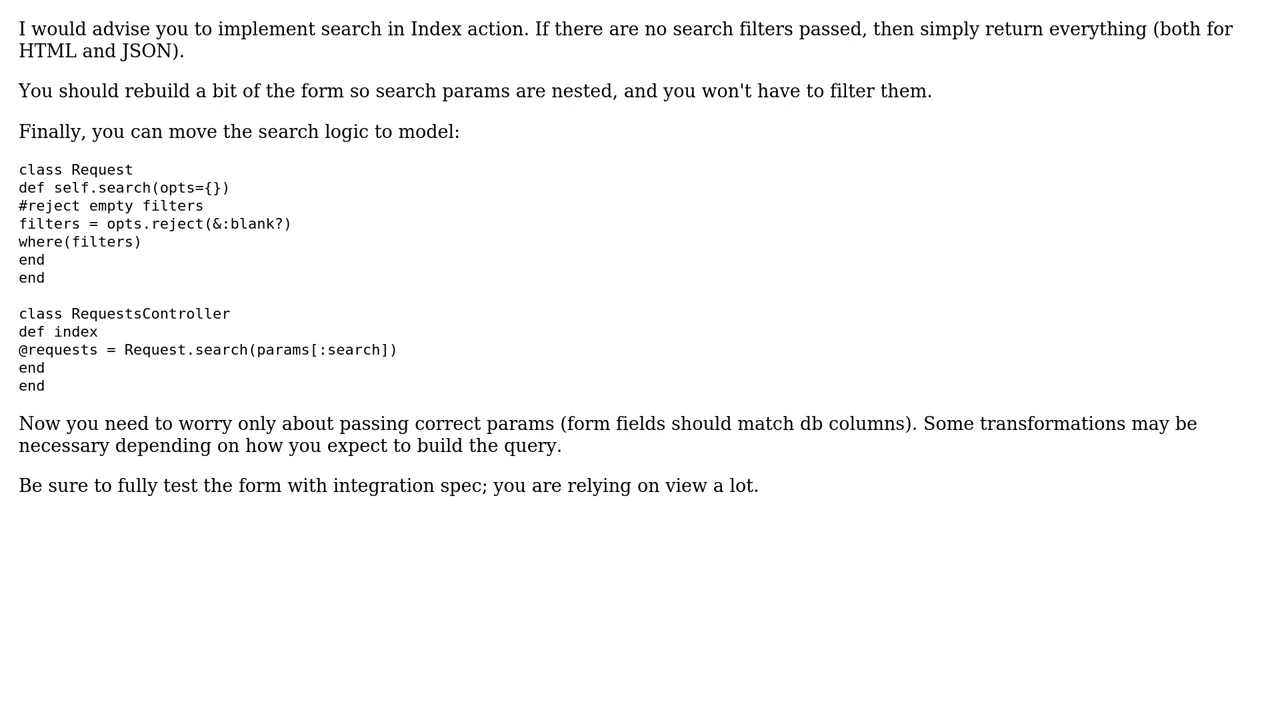 I would advise you to implement search in Index action. If there are no search filters passed, then simply return everything (both for
HTML and JSON).
You should rebuild a bit of the form so search params are nested, and you won't have to filter them.
Finally, you can move the search logic to model:
class Request
def self.search(opts={})
#reject empty filters
filters = opts.reject(&:blank?)
where(filters)
end
end
class RequestsController
def index
@requests = Request.search(params[:search])
end
end
Now you need to worry only about passing correct params (form fields should match db columns). Some transformations may be
necessary depending on how you expect to build the query.
Be sure to fully test the form with integration spec; you are relying on view a lot.